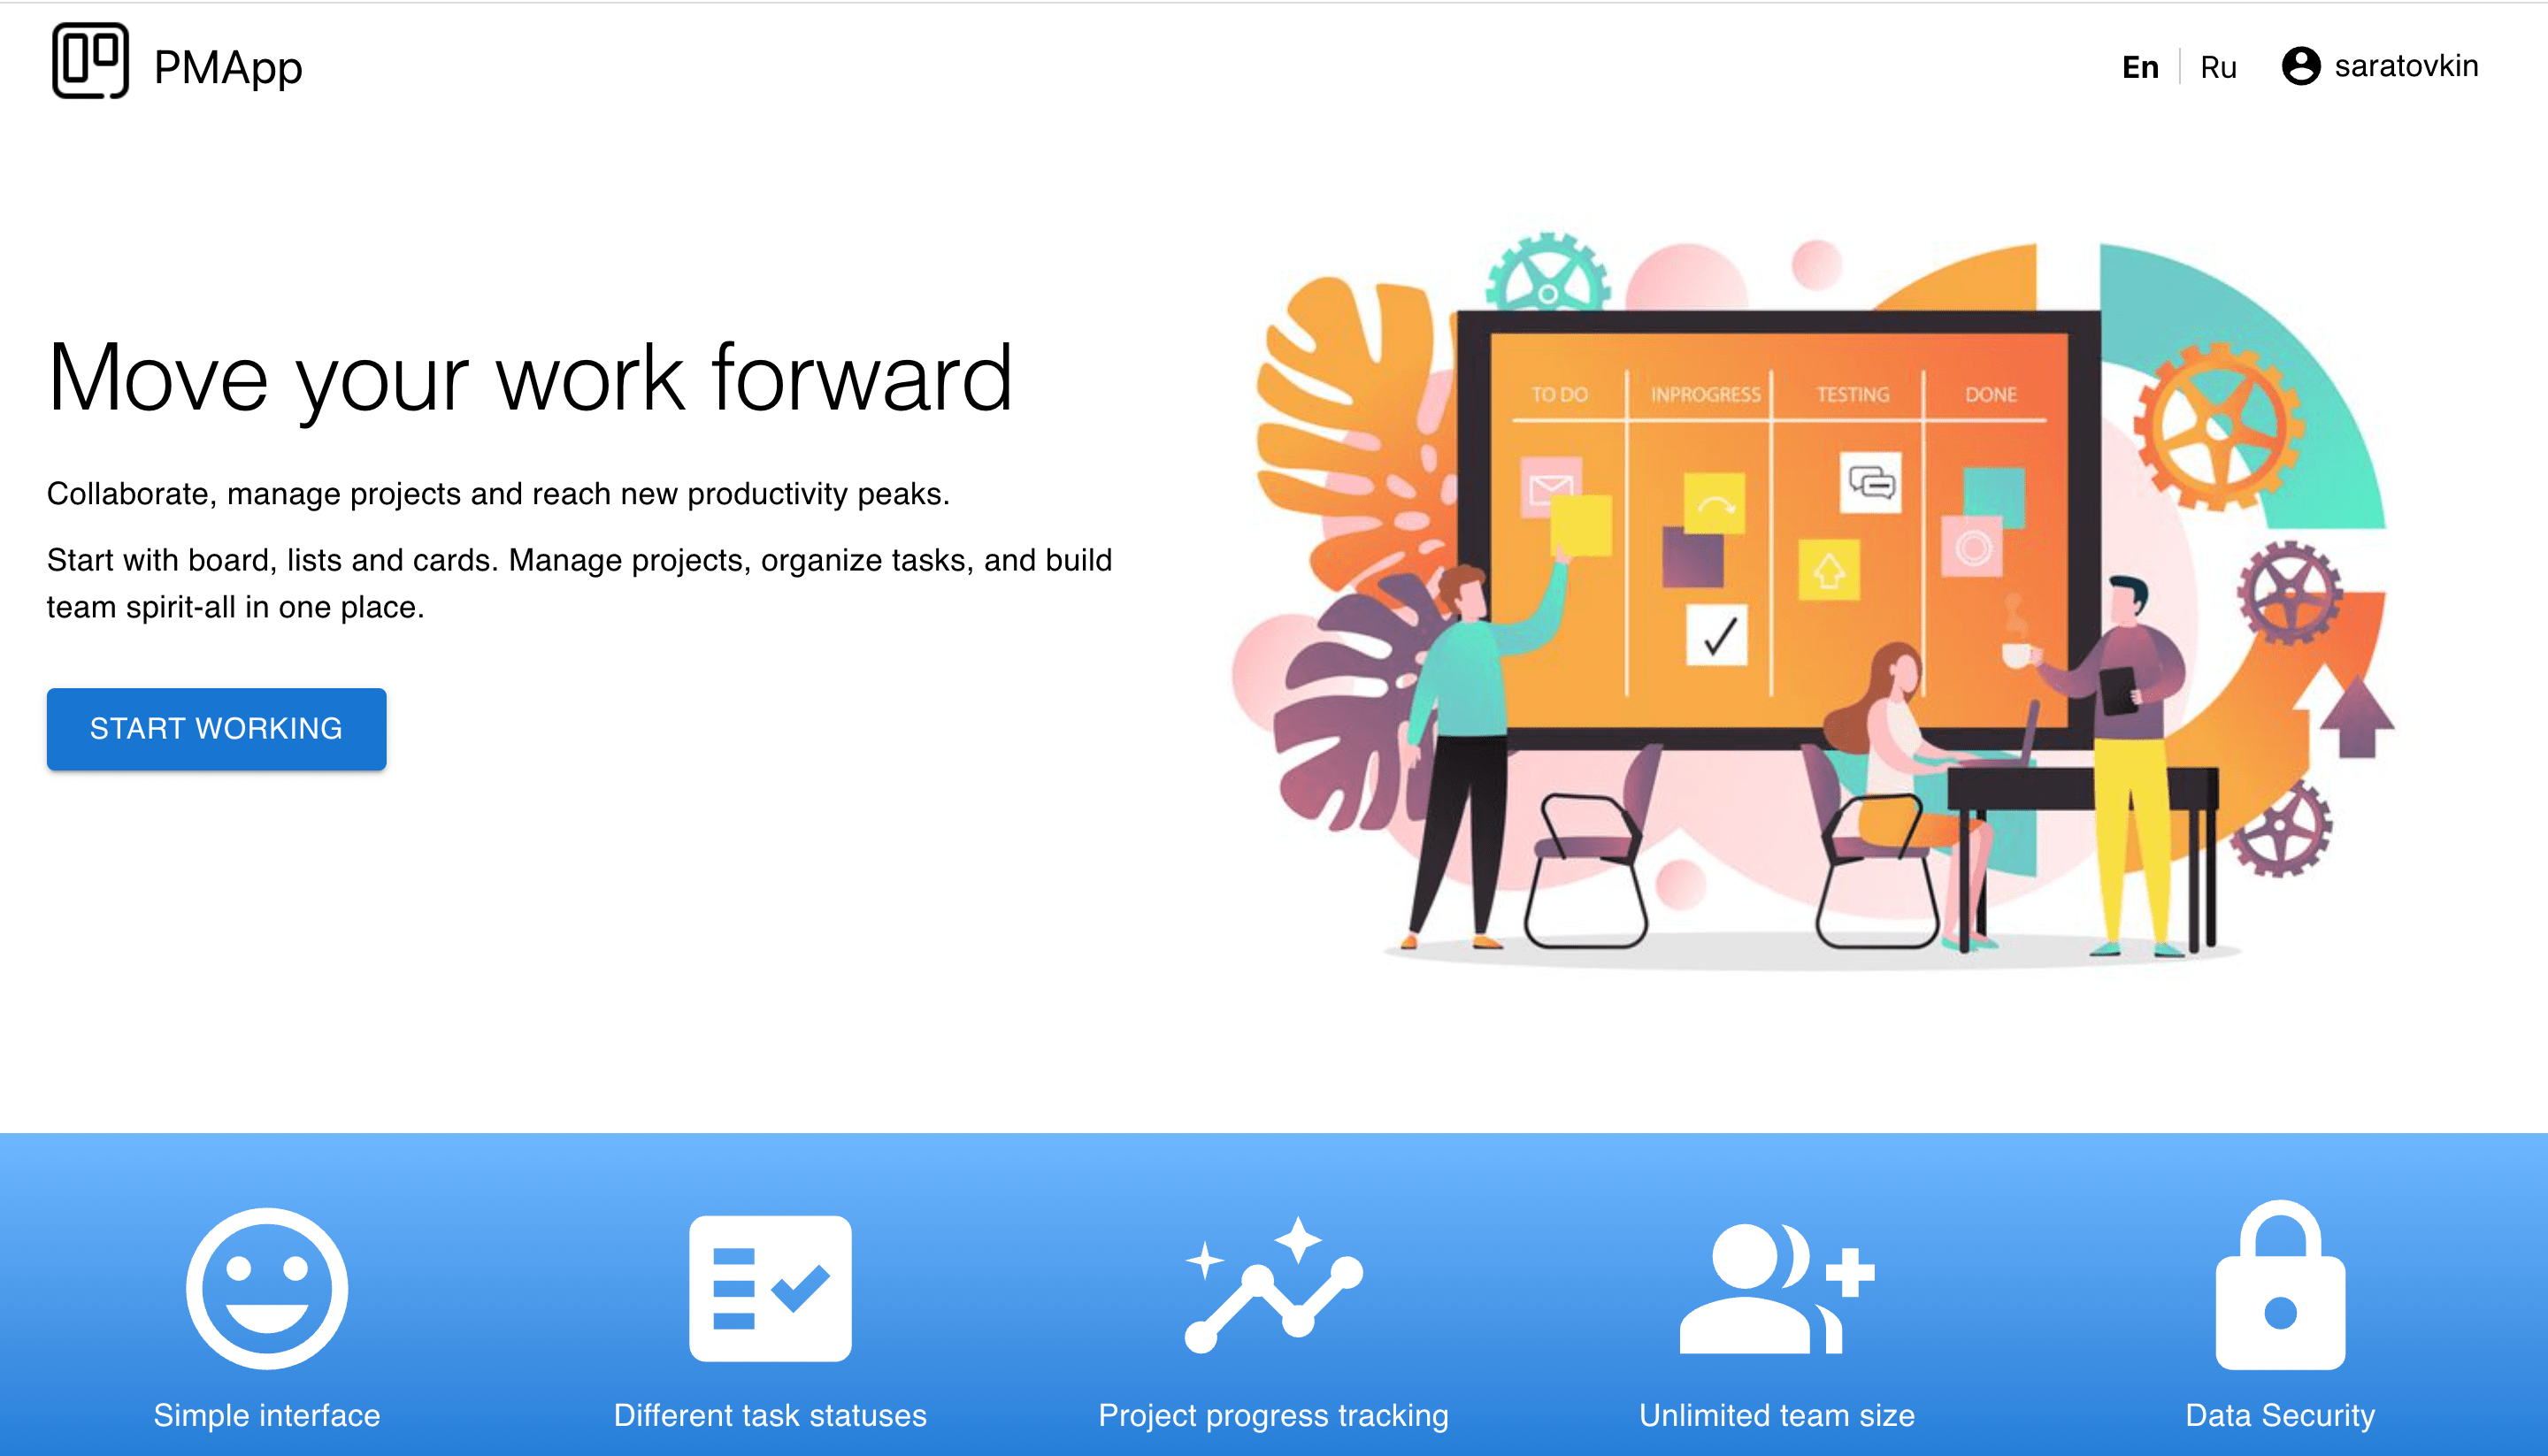 PMApp
En
Ru
saratovkin
Move your work forward
Collaborate, manage projects and reach new productivity peaks.
Start with board, lists and cards. Manage projects, organize tasks, and build
team spirit-all in one place.
START WORKING
TO DO
INPROGRESS
TESTING
DONE
Simple interface
Different task statuses
Project progress tracking
Unlimited team size
Data Security